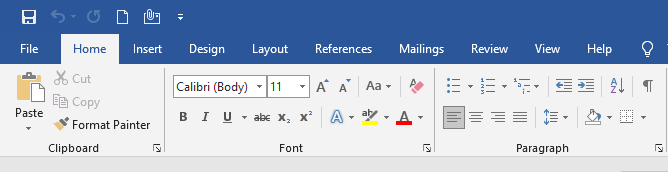 File Home Insert Design Layout References Mailings Review View Help
Cut
Copy
Paste
Format Painter
Clipboard
Calibri (Body) 11 A A Aa A
B I U abc x2 x2 A ab A
Font
A Z
Paragraph